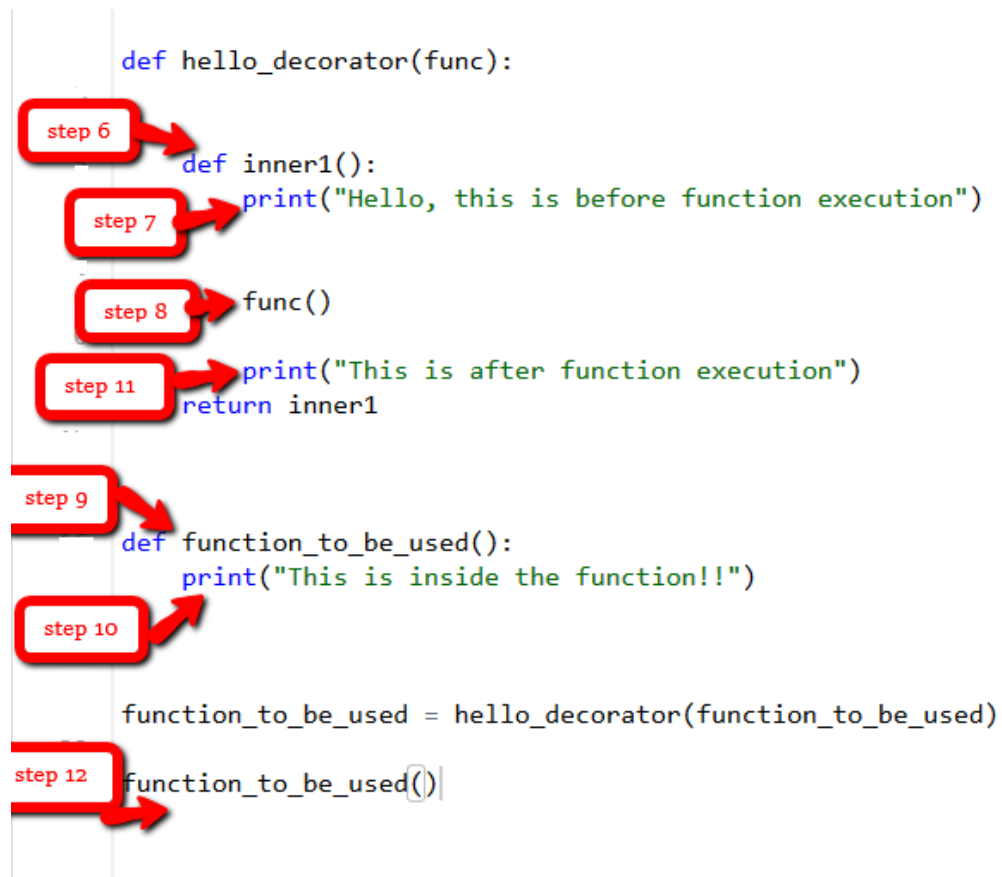 def hello_decorator(func):
step 6
def inner1():
print("Hello, this is before function execution")
step 7
func()
step 8
print("This is after function execution")
step 11
return inner1
step 9
def function_to_be_used():
print("This is inside the function!!")
step 10
function_to_be_used = hello_decorator(function_to_be_used)
step 12
function_to_be_used()